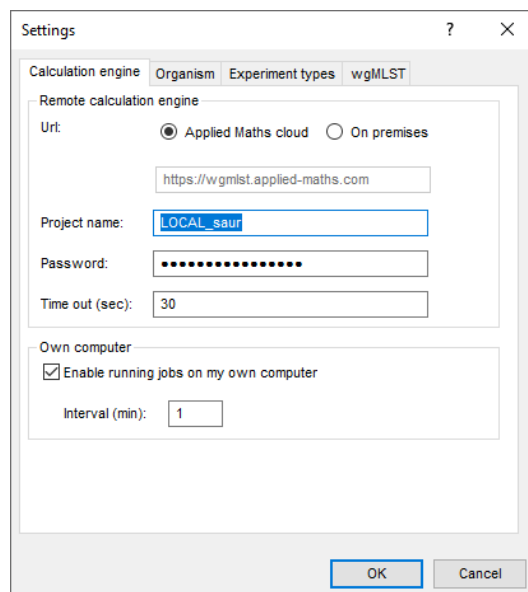 Settings
Calculation engine Organism Experiment types wgMLST
Remote calculation engine
Url: Applied Maths cloud On premises
https://wgmlst.applied-maths.com
Project name: LOCAL_saur
Password: ●●●●●●●●●●●●●●●●
Time out (sec): 30
Own computer
Enable running jobs on my own computer
Interval (min): 1
OK Cancel